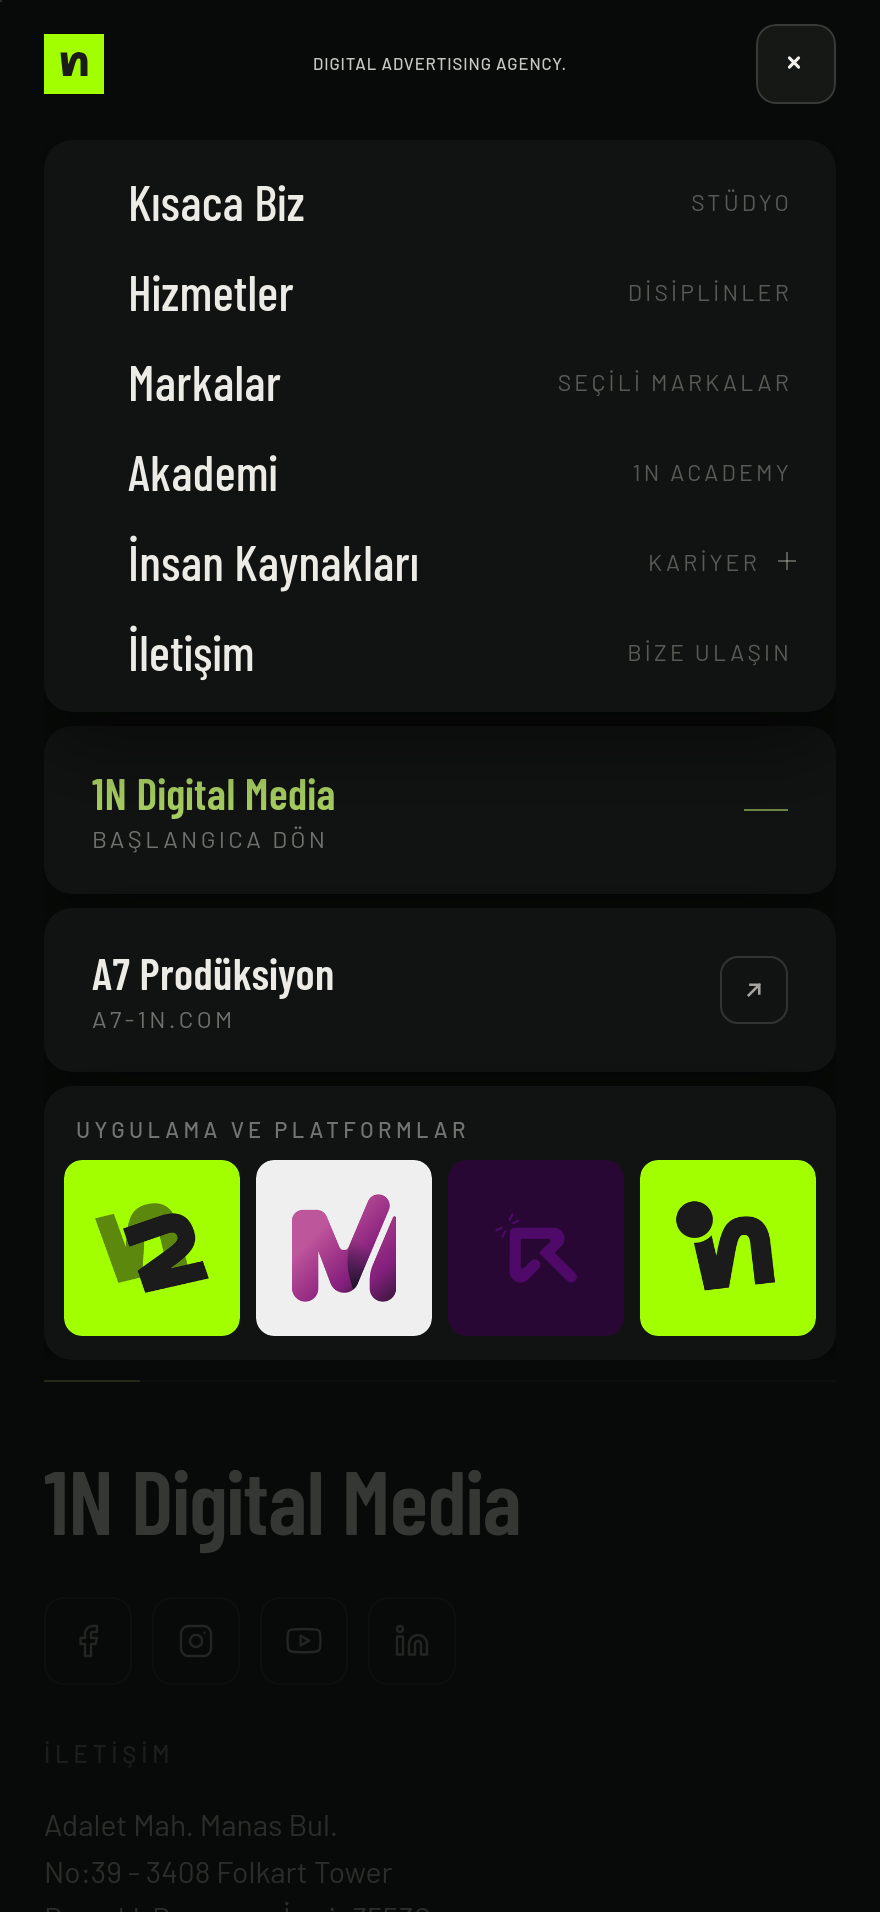 n
DIGITAL ADVERTISING AGENCY.
Kısaca Biz
STÜDYO
Hizmetler
DİSİPLİNLER
Markalar
SEÇİLİ MARKALAR
Akademi
1N ACADEMY
İnsan Kaynakları
KARİYER
İletişim
BİZE ULAŞIN
1N Digital Media
BAŞLANGICA DÖN
A7 Prodüksiyon
A7-1N.COM
UYGULAMA VE PLATFORMLAR
1N Digital Media
İLETİŞİM
Adalet Mah. Manas Bul.
No:39 - 3408 Folkart Tower